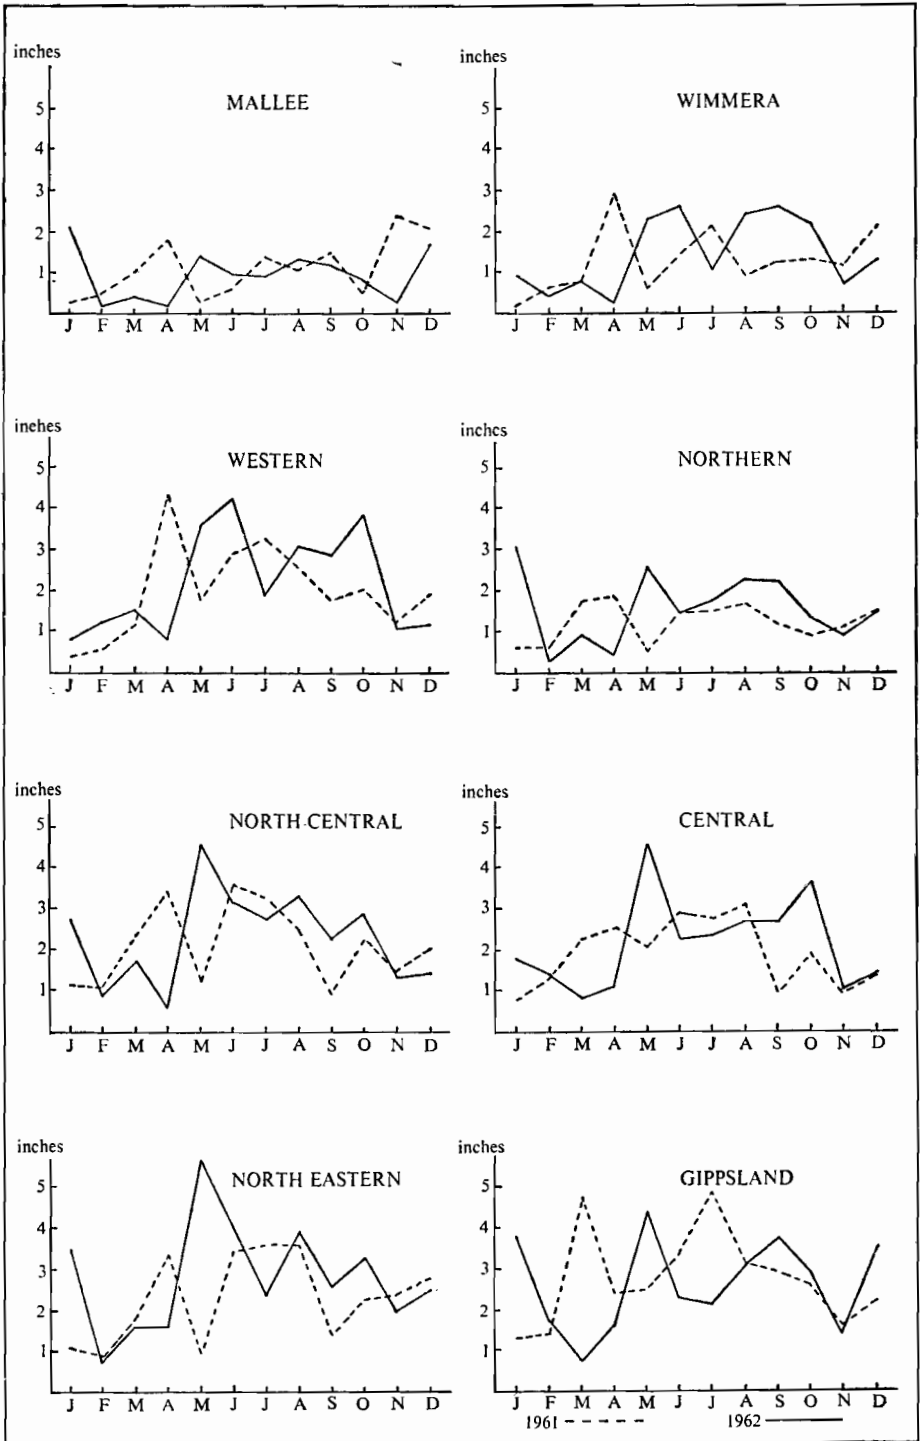 inches
MALLEE
5
4
3
2
1
J F M A M J J A S O N D
inches
WIMMERA
5
4
3
2
1
J F M A M J J A S O N D
inehes
WESTERN
5
4
3
2
1
J F M A M J J A S O N D
inches
NORTHERN
5
4
3
2
1
J F M A M J J A S O N D
inches
NORTH-CENTRAL
5
4
3
2
1
J F M A M J J A S O N D
inches
CENTRAL
5
4
3
2
1
J F M A M J J A S O N D
inches
NORTH EASTERN
5
4
3
2
1
J F M A M J J A S O N D
inches
GIPPSLAND
5
4
3
2
1
J F M A M J J A S O N D
1961 1962